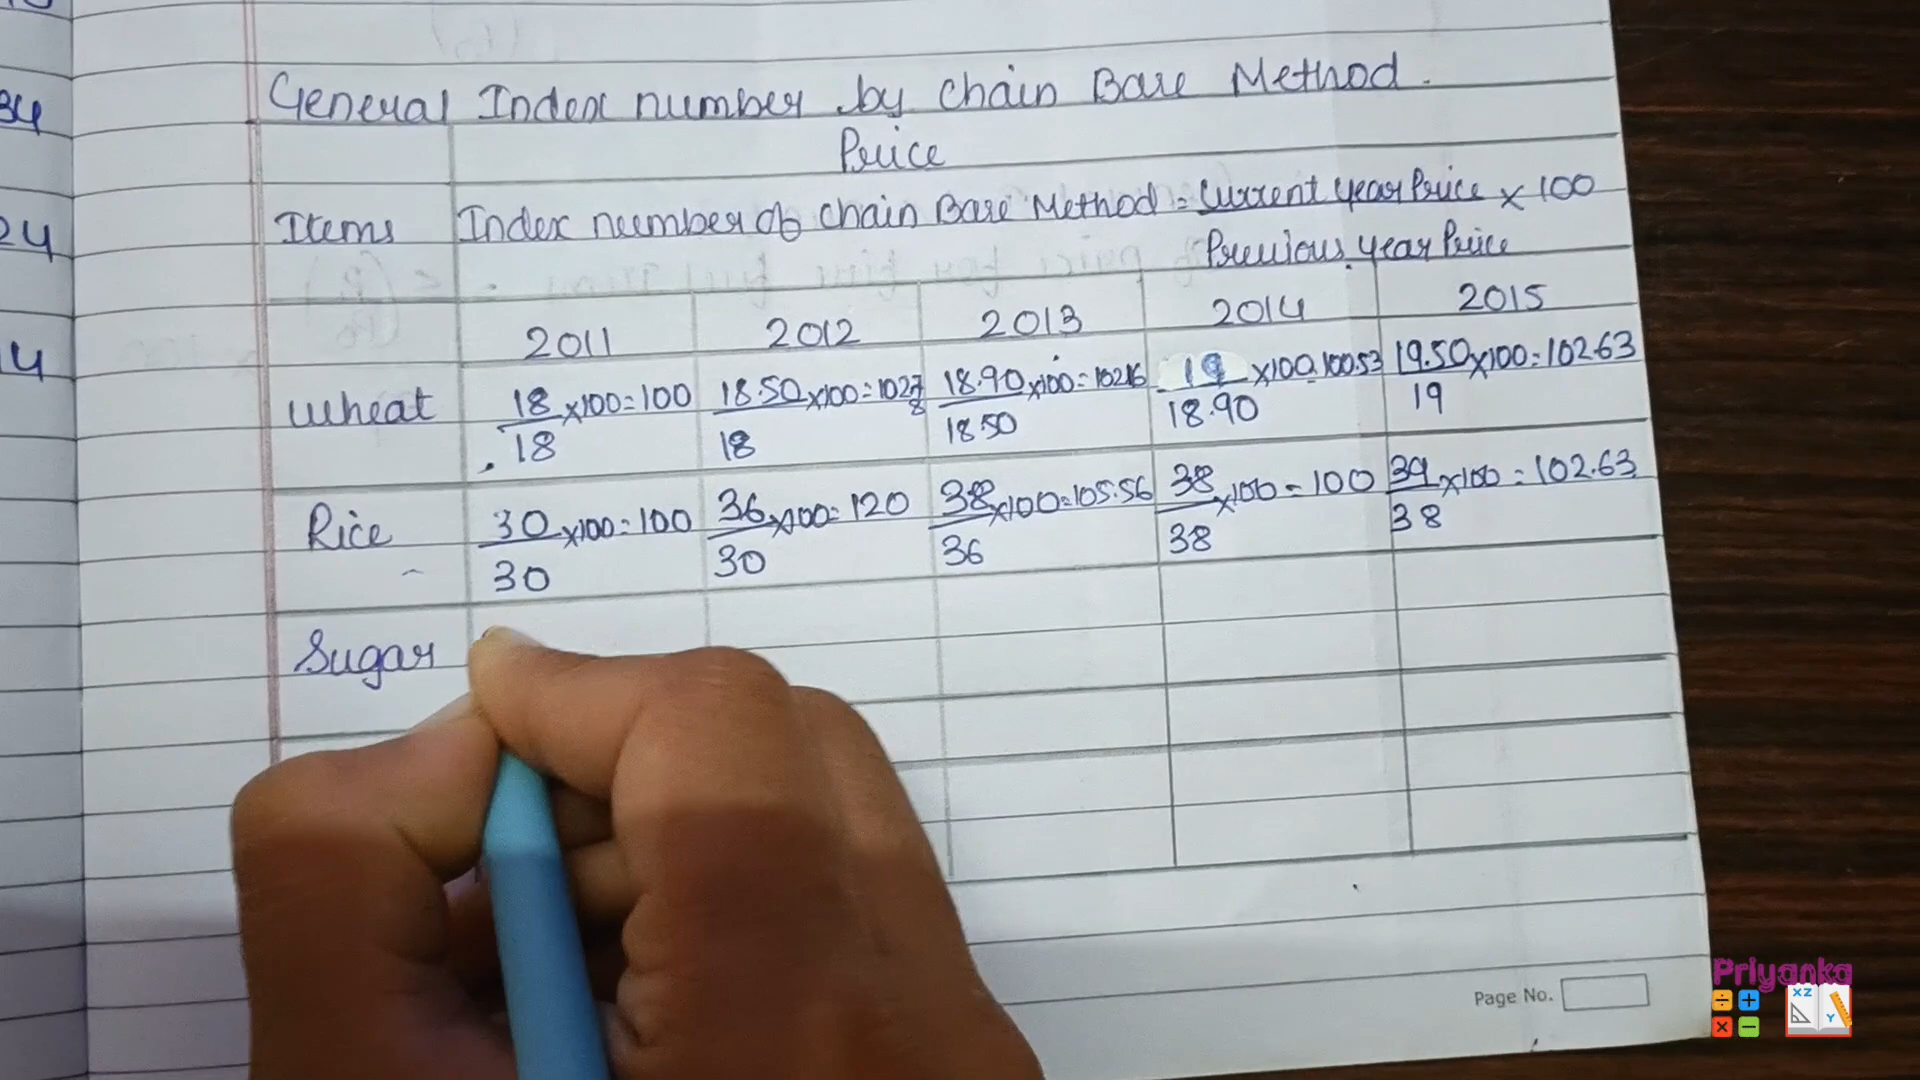 34
24
14
General Index number by Chain Base Method.
Price
Items Index number of Chain Base Method = Current Year Price × 100
Previous year Price
2011 2012 2013 2014 2015
Wheat 18 ×100=100 18.50×100=102.78 18.90×100=102.16 19 ×100.100.53 19.50×100=102.63
18 18 18.50 18.90 19
Rice 30×100=100 36×100=120 38×100=105.56 38×100=100 39×100=102.63
30 30 36 38 38
Sugar
Page No.
Priyanka
XZ
Y